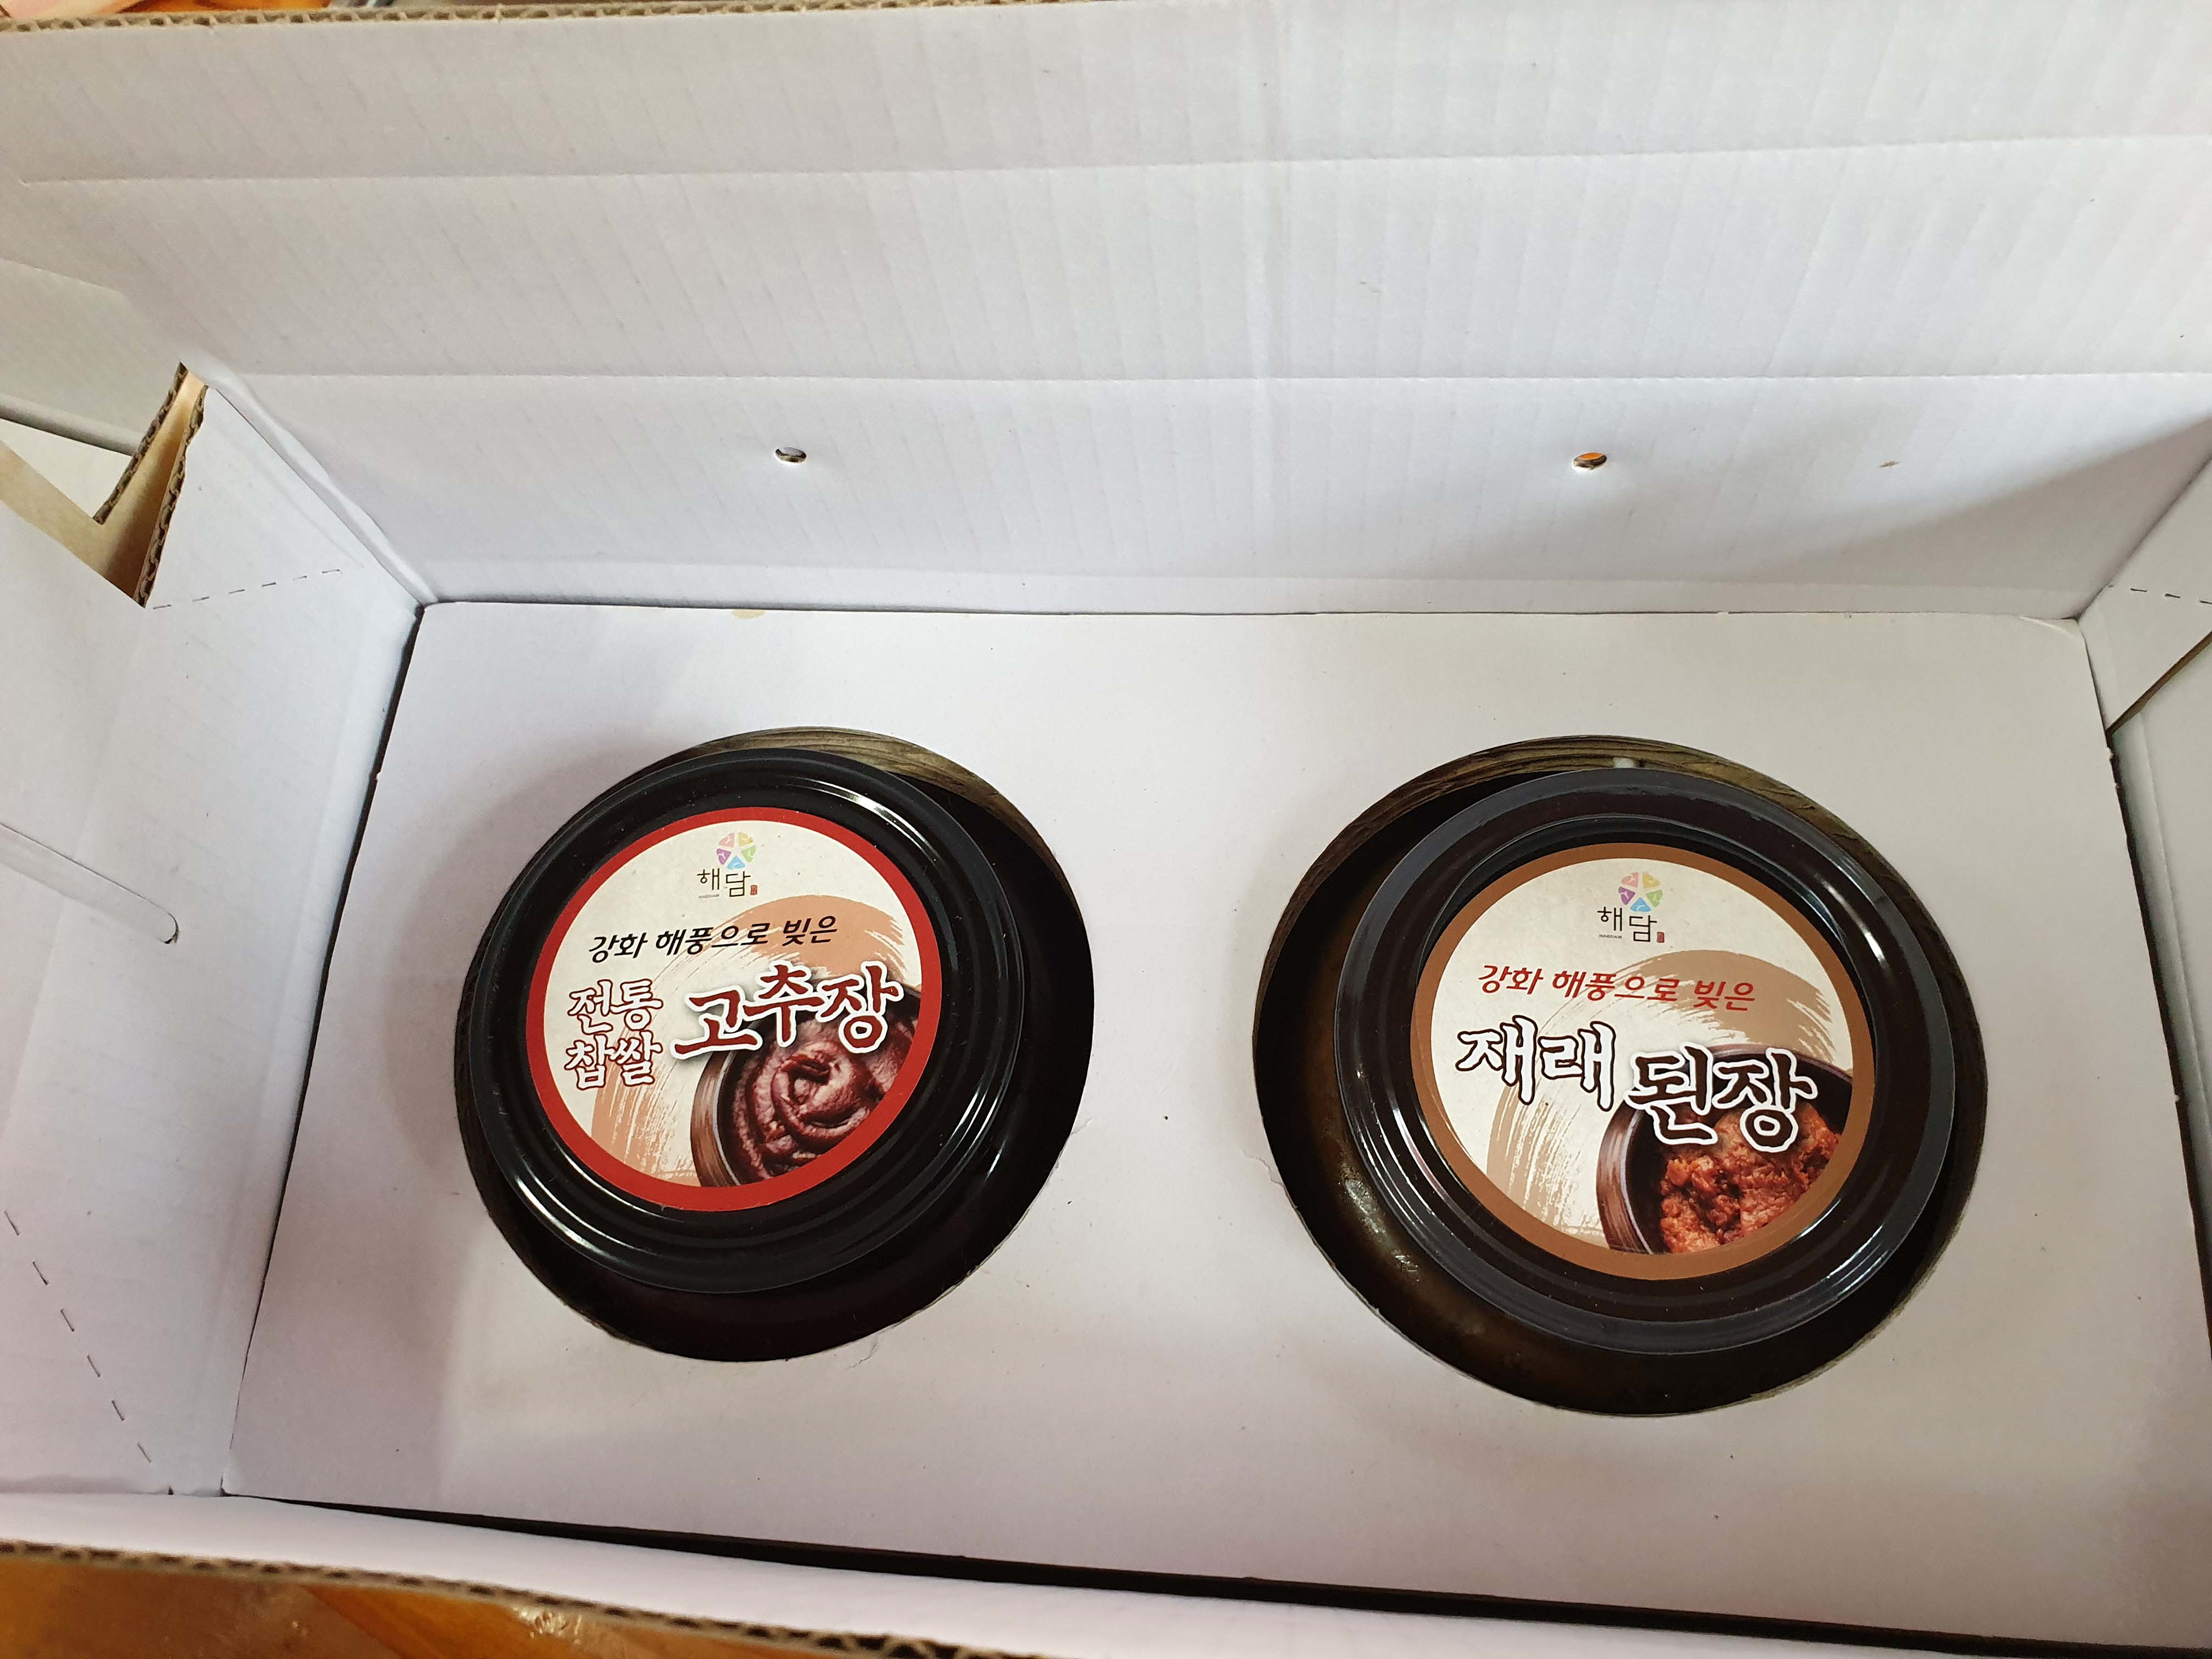 해담
강화 해풍으로 빚은
전통
찹쌀
고추장
해담
강화 해풍으로 빚은
재래 된장